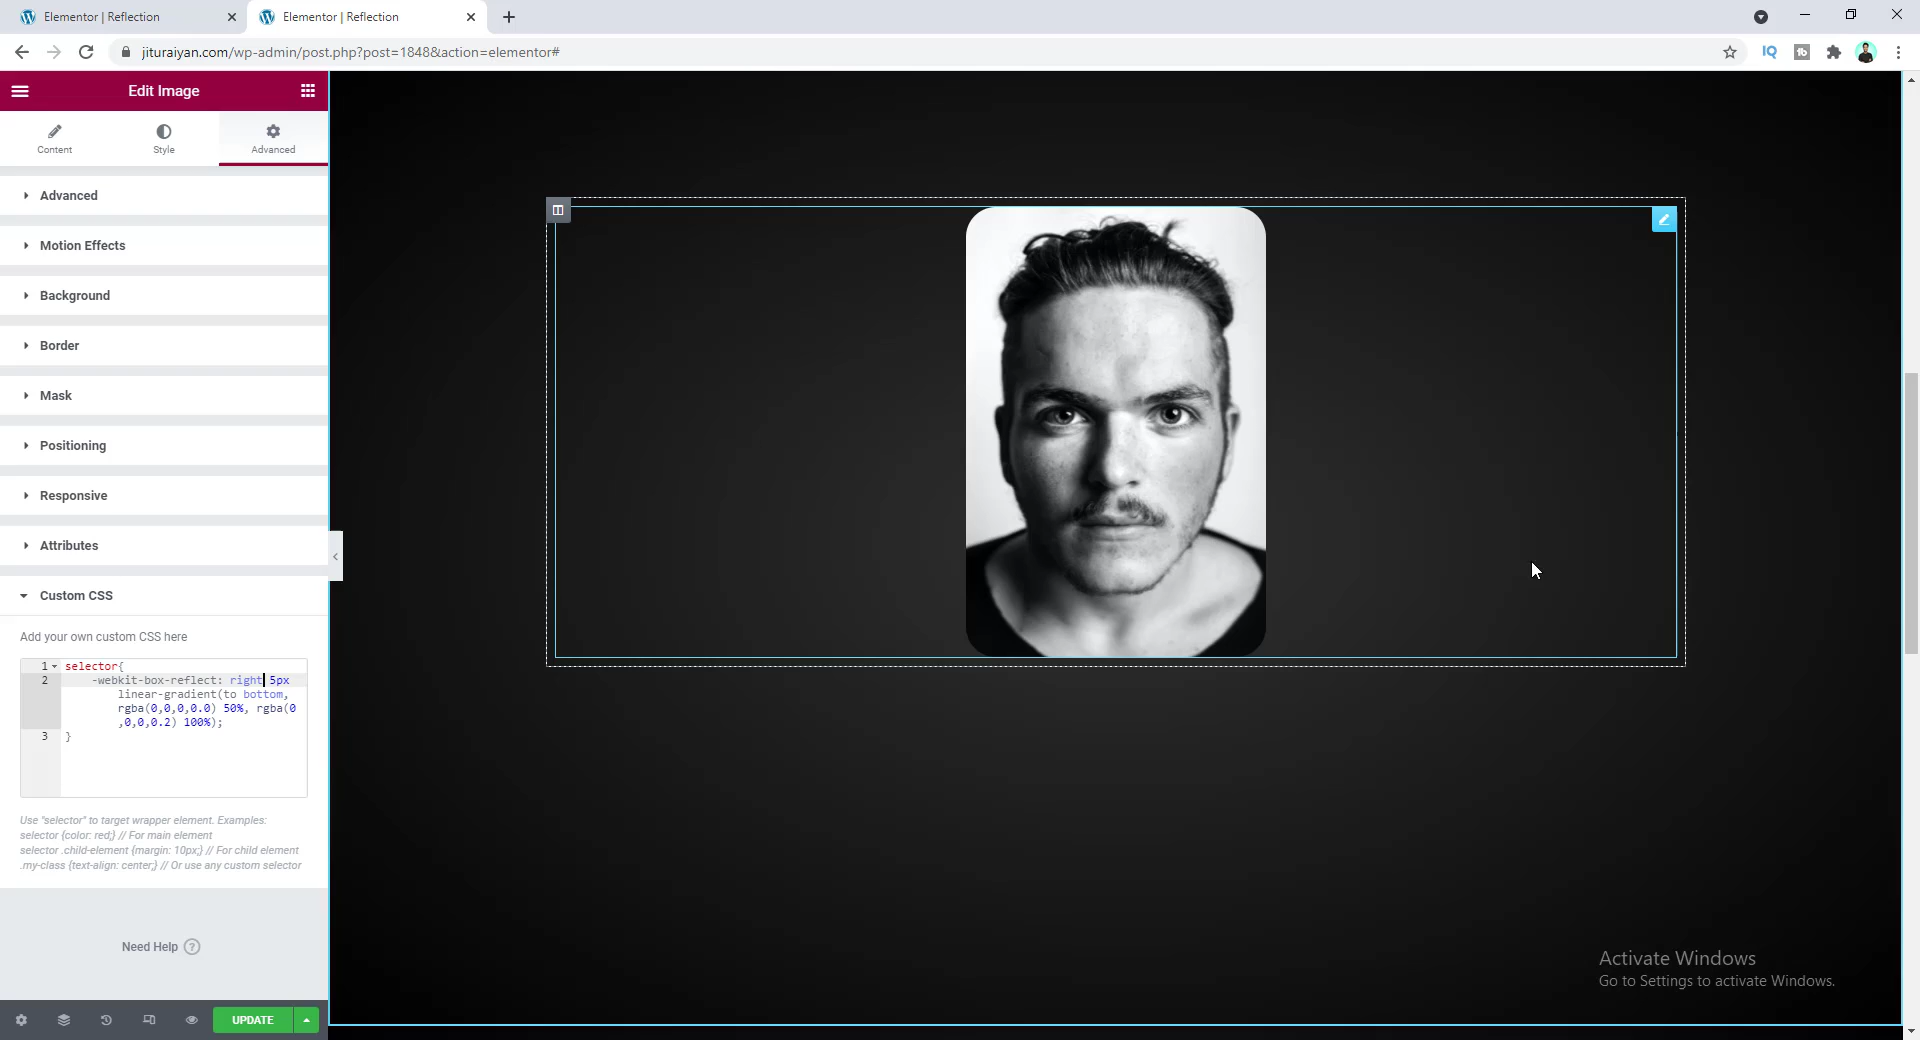 Elementor | Reflection
Elementor | Reflection
jituraiyan.com/wp-admin/post.php?post=1848&action=elementor#
IQ
tb
Edit Image
Content
Style
Advanced
Advanced
Motion Effects
Background
Border
Mask
Positioning
Responsive
Attributes
Custom CSS
Add your own custom CSS here
1 selector{
2 -webkit-box-reflect: right 5px
linear-gradient(to bottom,
rgba(0,0,0,0.0) 50%, rgba(0
,0,0,0.2) 100%);
3 }
Use "selector" to target wrapper element. Examples:
selector {color: red;} // For main element
selector .child-element {margin: 10px;} // For child element
.my-class {text-align: center;} // Or use any custom selector
Need Help ?
UPDATE
Activate Windows
Go to Settings to activate Windows.